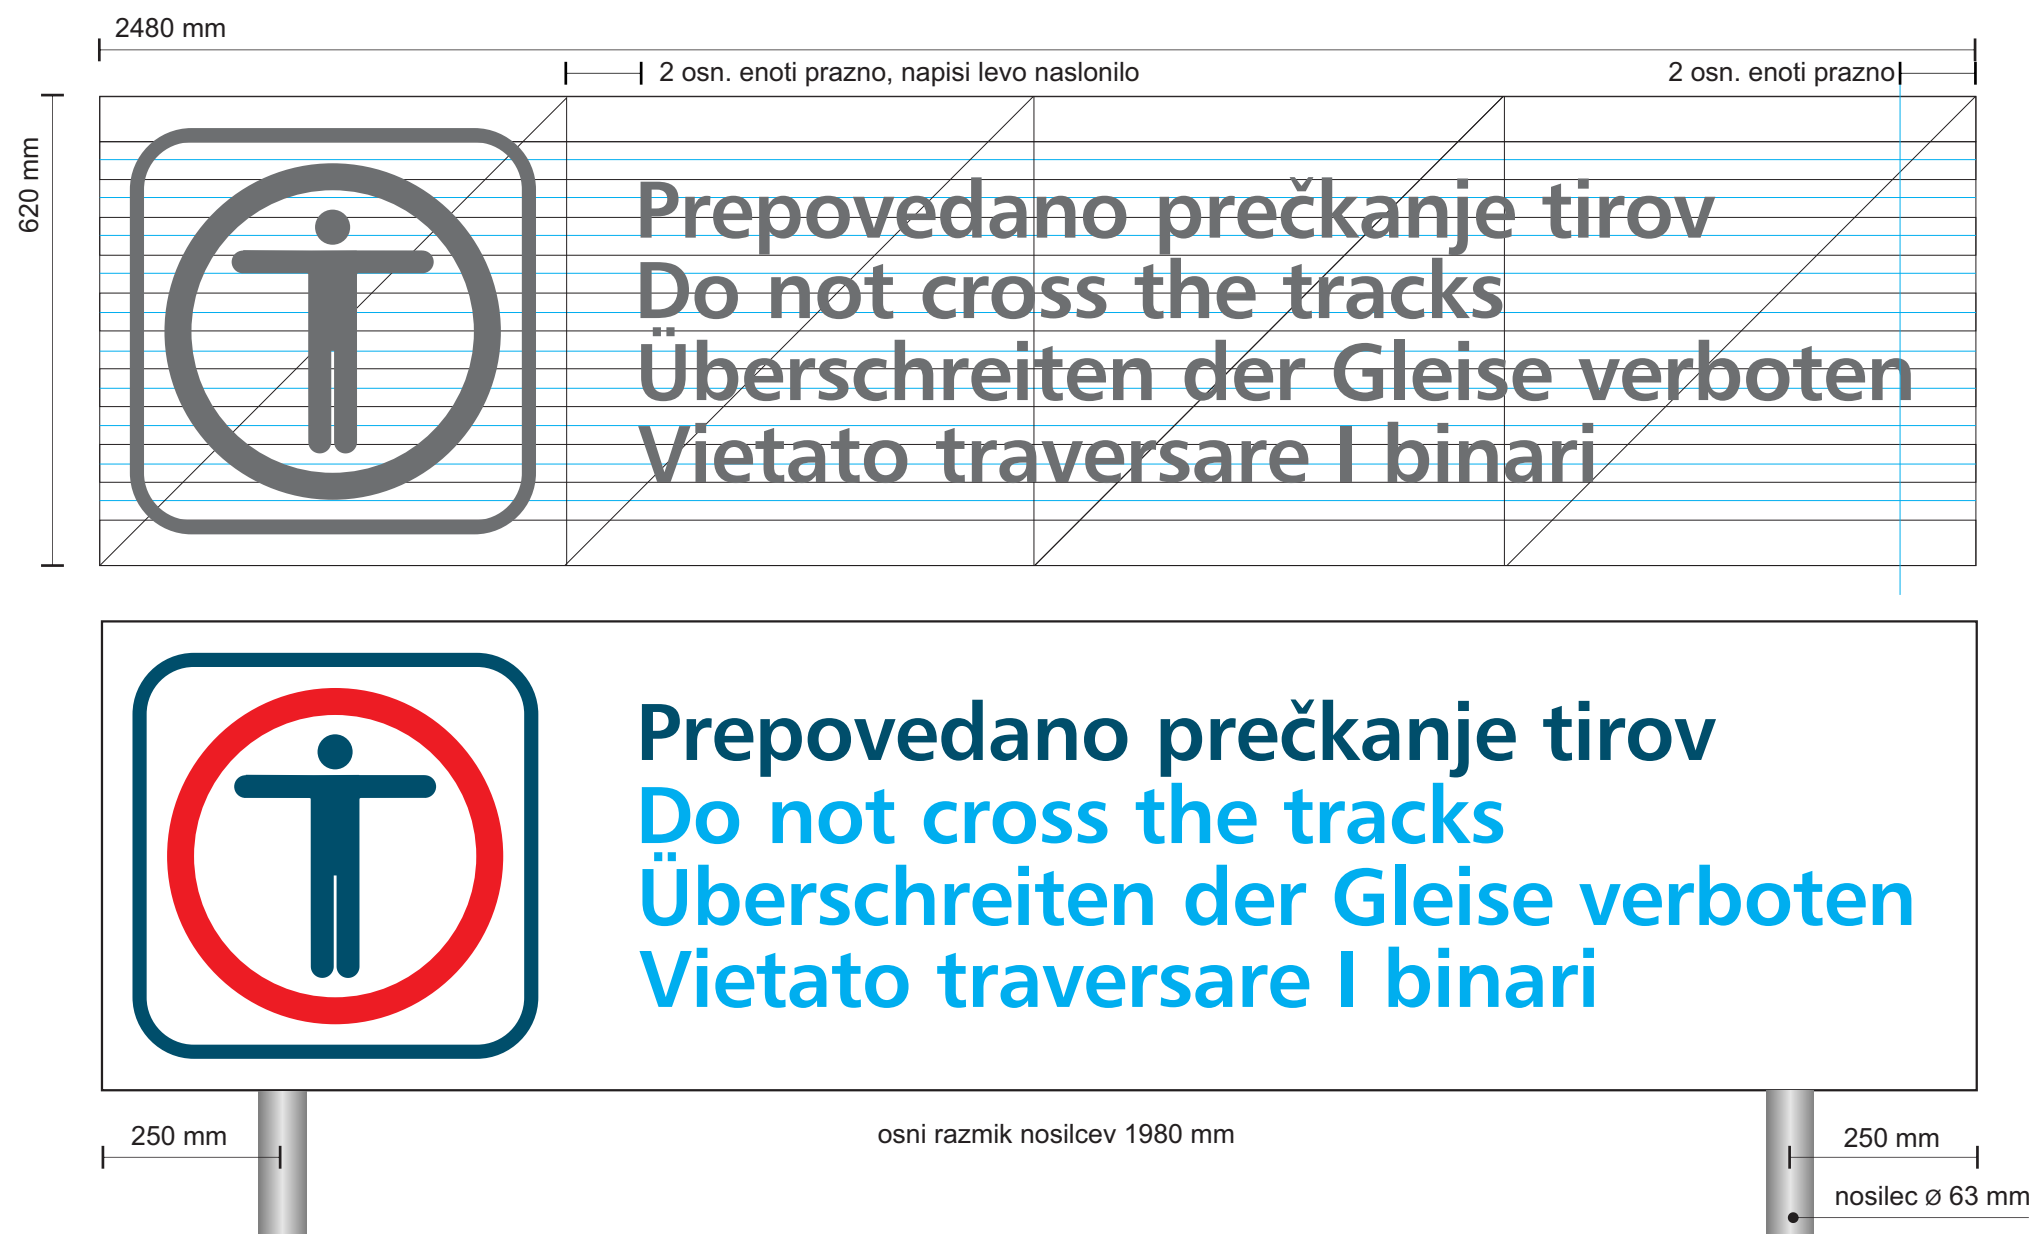 2480 mm
2 osn. enoti prazno, napisi levo naslonilo
2 osn. enoti prazno
620 mm
Prepovedano prečkanje tirov
Do not cross the tracks
Überschreiten der Gleise verboten
Vietato traversare I binari
Prepovedano prečkanje tirov
Do not cross the tracks
Überschreiten der Gleise verboten
Vietato traversare I binari
250 mm
osni razmik nosilcev 1980 mm
250 mm
nosilec Ø 63 mm